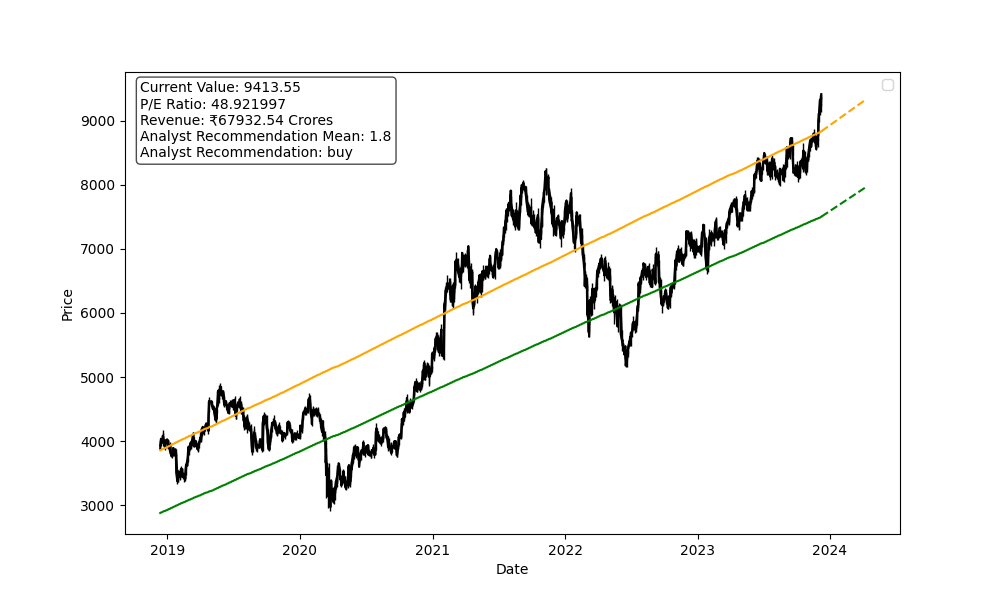 Current Value: 9413.55
P/E Ratio: 48.921997
Revenue: ₹67932.54 Crores
Analyst Recommendation Mean: 1.8
Analyst Recommendation: buy
9000
8000
7000
6000
5000
4000
3000
Price
2019 2020 2021 2022 2023 2024
Date